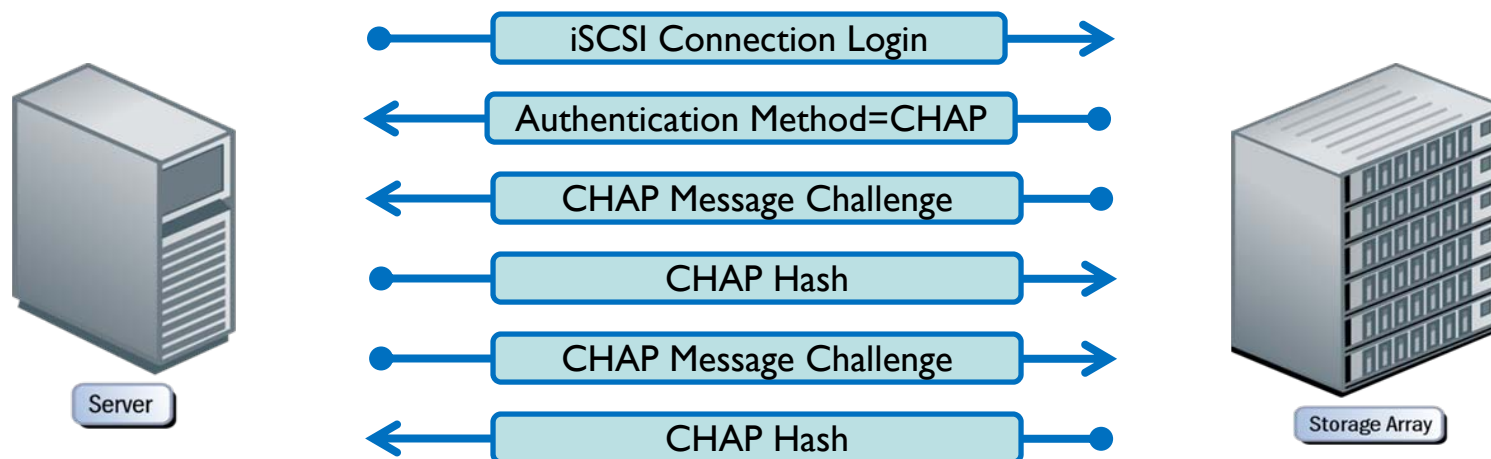 iSCSI Connection Login
Authentication Method=CHAP
CHAP Message Challenge
CHAP Hash
CHAP Message Challenge
CHAP Hash
Server
Storage Array